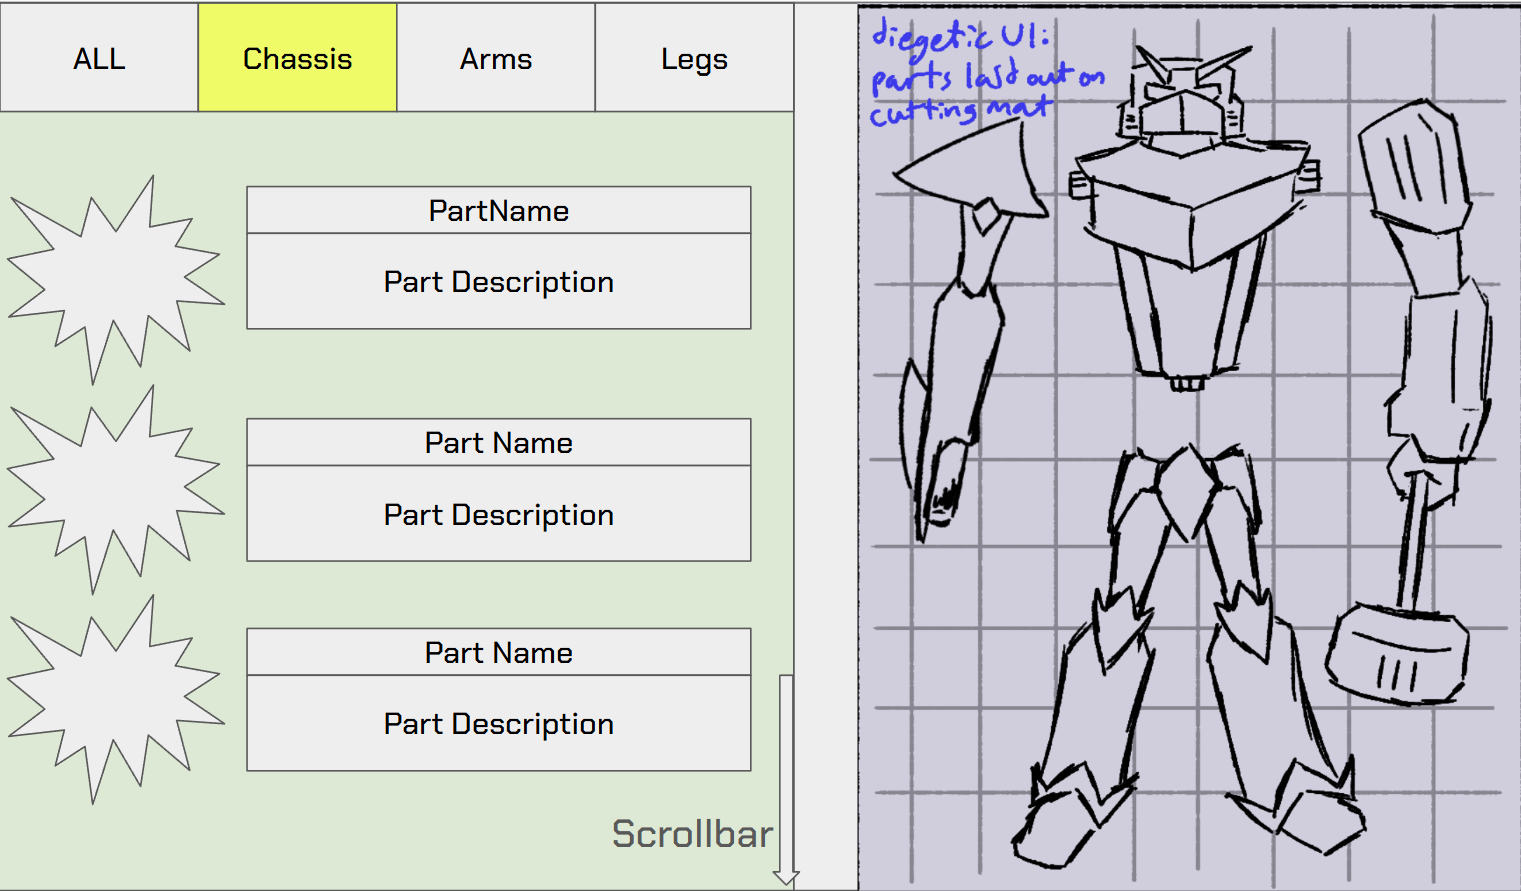 ALL
Chassis
Arms
Legs
PartName
Part Description
Part Name
Part Description
Part Name
Part Description
Scrollbar
diegetic UI:
parts laid out on
cutting mat